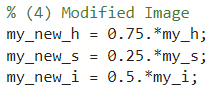 % (4) Modified Image
my_new_h = 0.75.*my_h;
my_new_s = 0.25.*my_s;
my_new_i = 0.5.*my_i;